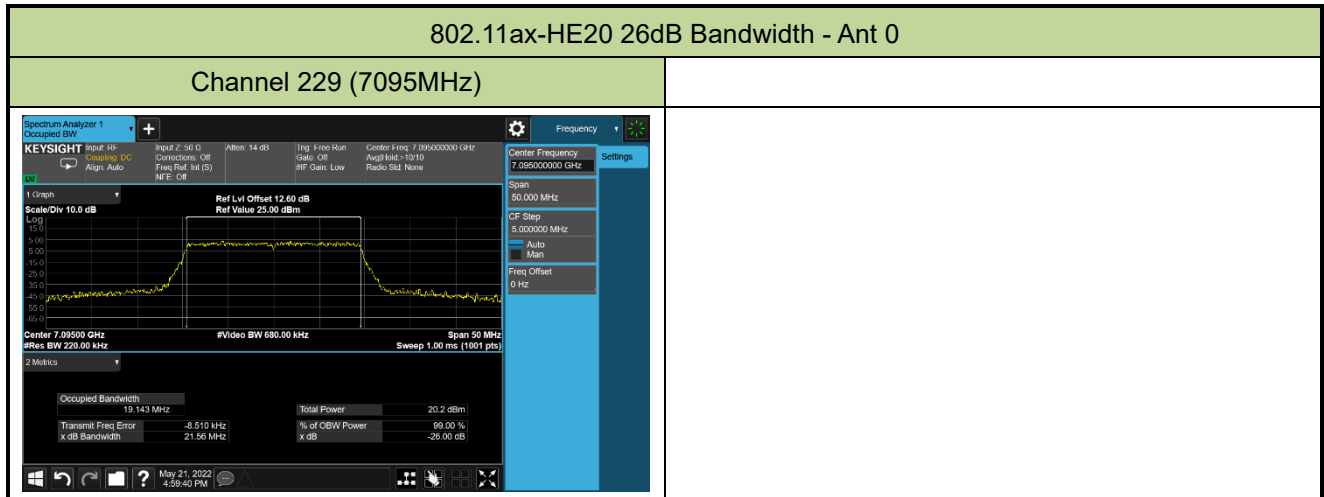 802.11ax-HE20 26dB Bandwidth - Ant 0
Channel 229 (7095MHz)
Spectrum Analyzer 1
Occupied BW
+
Frequency
KEYSIGHT Input: RF
Coupling: DC
Align: Auto
Input Z: 50 Ω
Corrections: Off
Freq Ref: Int (S)
NFE: Off
Atten: 14 dB
Trig: Free Run
Gate: Off
#IF Gain: Low
Center Freq: 7.095000000 GHz
Avg|Hold:>10/10
Radio Std: None
Center Frequency
7.095000000 GHz
Settings
Span
50.000 MHz
CF Step
5.000000 MHz
Auto
Man
Freq Offset
0 Hz
1 Graph
Scale/Div 10.0 dB
Ref Lvl Offset 12.60 dB
Ref Value 25.00 dBm
Log
15.0
5.00
-5.00
-15.0
-25.0
-35.0
-45.0
-55.0
-65.0
Center 7.09500 GHz
#Res BW 220.00 kHz
#Video BW 680.00 kHz
Span 50 MHz
Sweep 1.00 ms (1001 pts)
2 Metrics
Occupied Bandwidth
19.143 MHz
Total Power 20.2 dBm
Transmit Freq Error -8.510 kHz
% of OBW Power 99.00 %
x dB Bandwidth 21.56 MHz
x dB -26.00 dB
?
May 21, 2022
4:59:40 PM